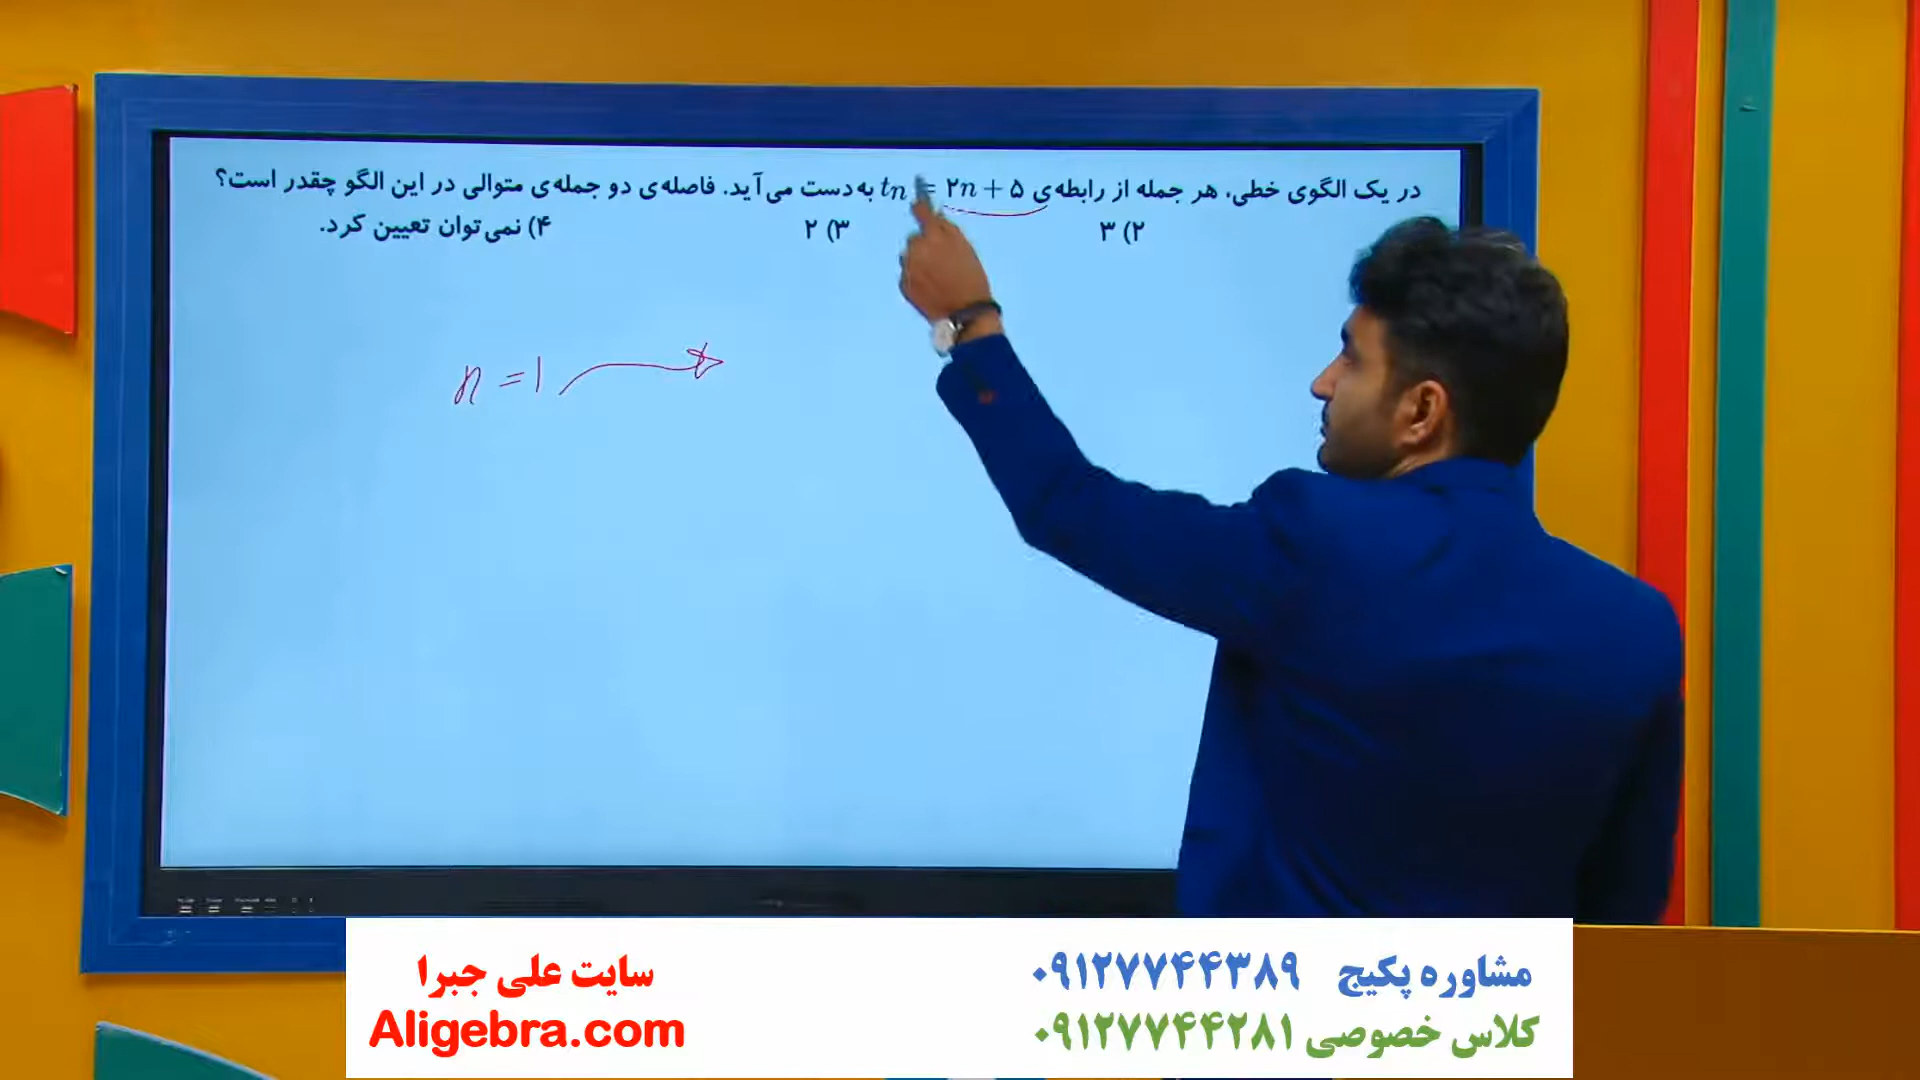 در یک الگوی خطی، هر جمله از رابطه‌ی tn = ۲n + ۵ به‌دست می‌آید. فاصله‌ی دو جمله‌ی متوالی در این الگو چقدر است؟
۲) ۳ ۳) ۲ ۴) نمی‌توان تعیین کرد.
n = 1
مشاوره پکیج ۰۹۱۲۷۷۴۴۳۸۹
سایت علی جبرا
کلاس خصوصی ۰۹۱۲۷۷۴۴۲۸۱
Aligebra.com